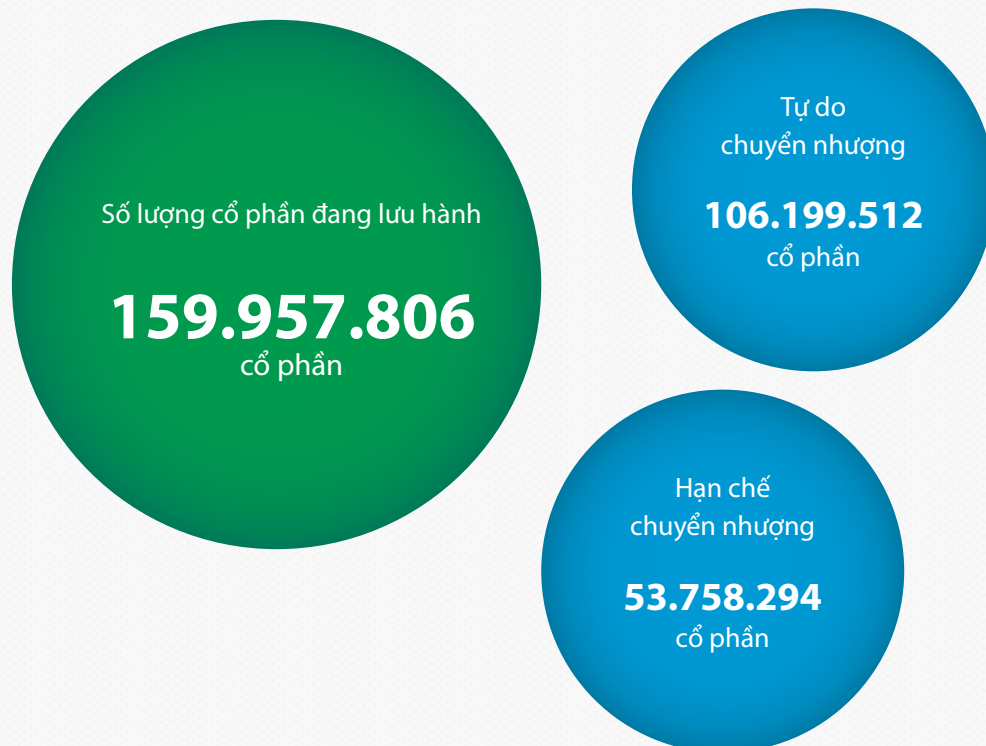 Số lượng cổ phần đang lưu hành
159.957.806
cổ phần
Tự do
chuyển nhượng
106.199.512
cổ phần
Hạn chế
chuyển nhượng
53.758.294
cổ phần